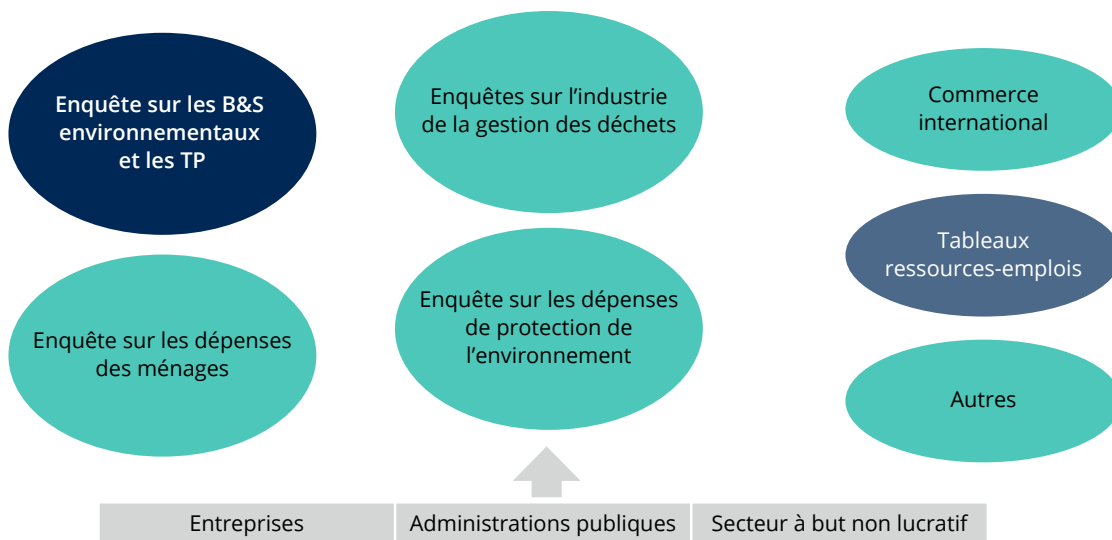 Enquête sur les B&S
environnementaux
et les TP
Enquêtes sur l’industrie
de la gestion des déchets
Commerce
international
Tableaux
ressources-emplois
Enquête sur les dépenses
des ménages
Enquête sur les dépenses
de protection de
l’environnement
Autres
Entreprises
Administrations publiques
Secteur à but non lucratif